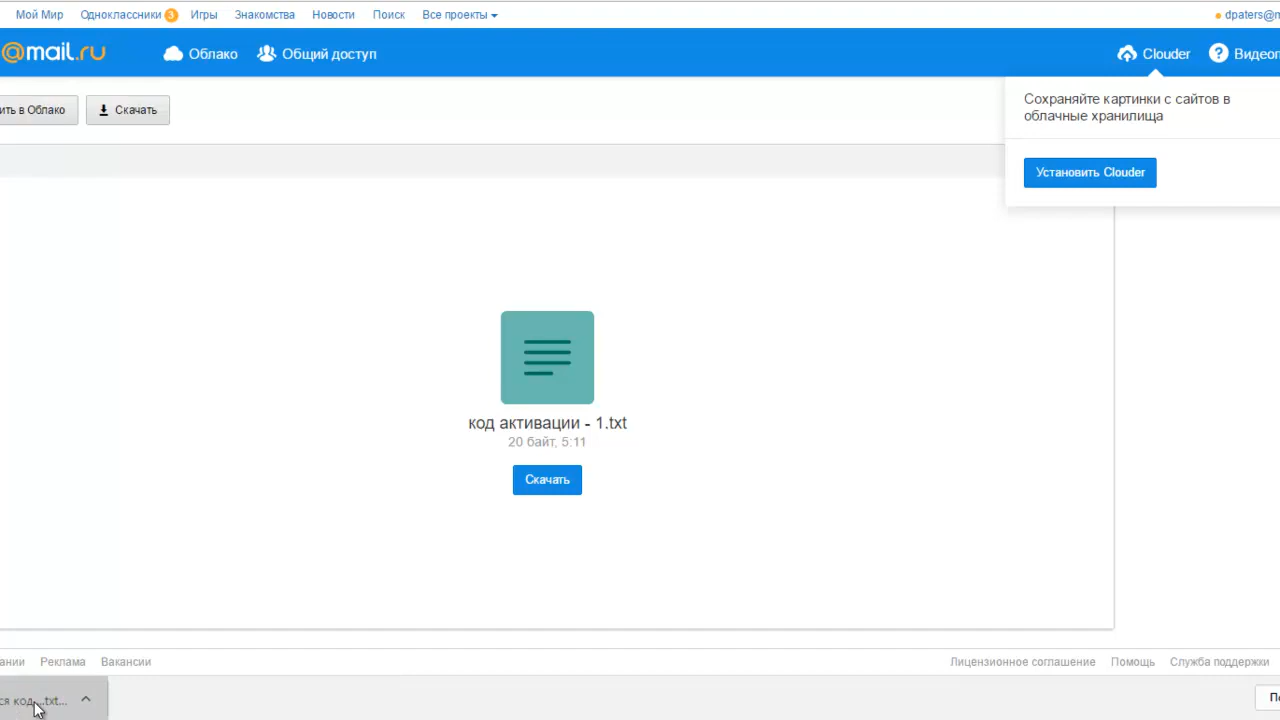 Мой Мир Одноклассники 3 Игры Знакомства Новости Поиск Все проекты dpaters@m
@mail.ru Облако Общий доступ Clouder ? Видеоп
ить в Облако Скачать
Сохраняйте картинки с сайтов в
облачные хранилища
Установить Clouder
код активации - 1.txt
20 байт, 5:11
Скачать
ании Реклама Вакансии Лицензионное соглашение Помощь Служба поддержки
ся код...txt... По